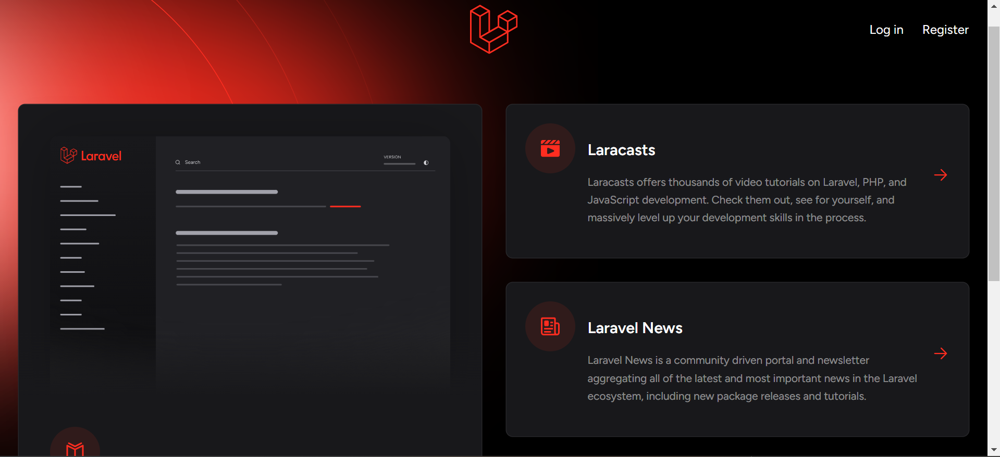 Log in
Register
Laravel
Search
VERSION
Laracasts
Laracasts offers thousands of video tutorials on Laravel, PHP, and
JavaScript development. Check them out, see for yourself, and
massively level up your development skills in the process.
Laravel News
Laravel News is a community driven portal and newsletter
aggregating all of the latest and most important news in the Laravel
ecosystem, including new package releases and tutorials.